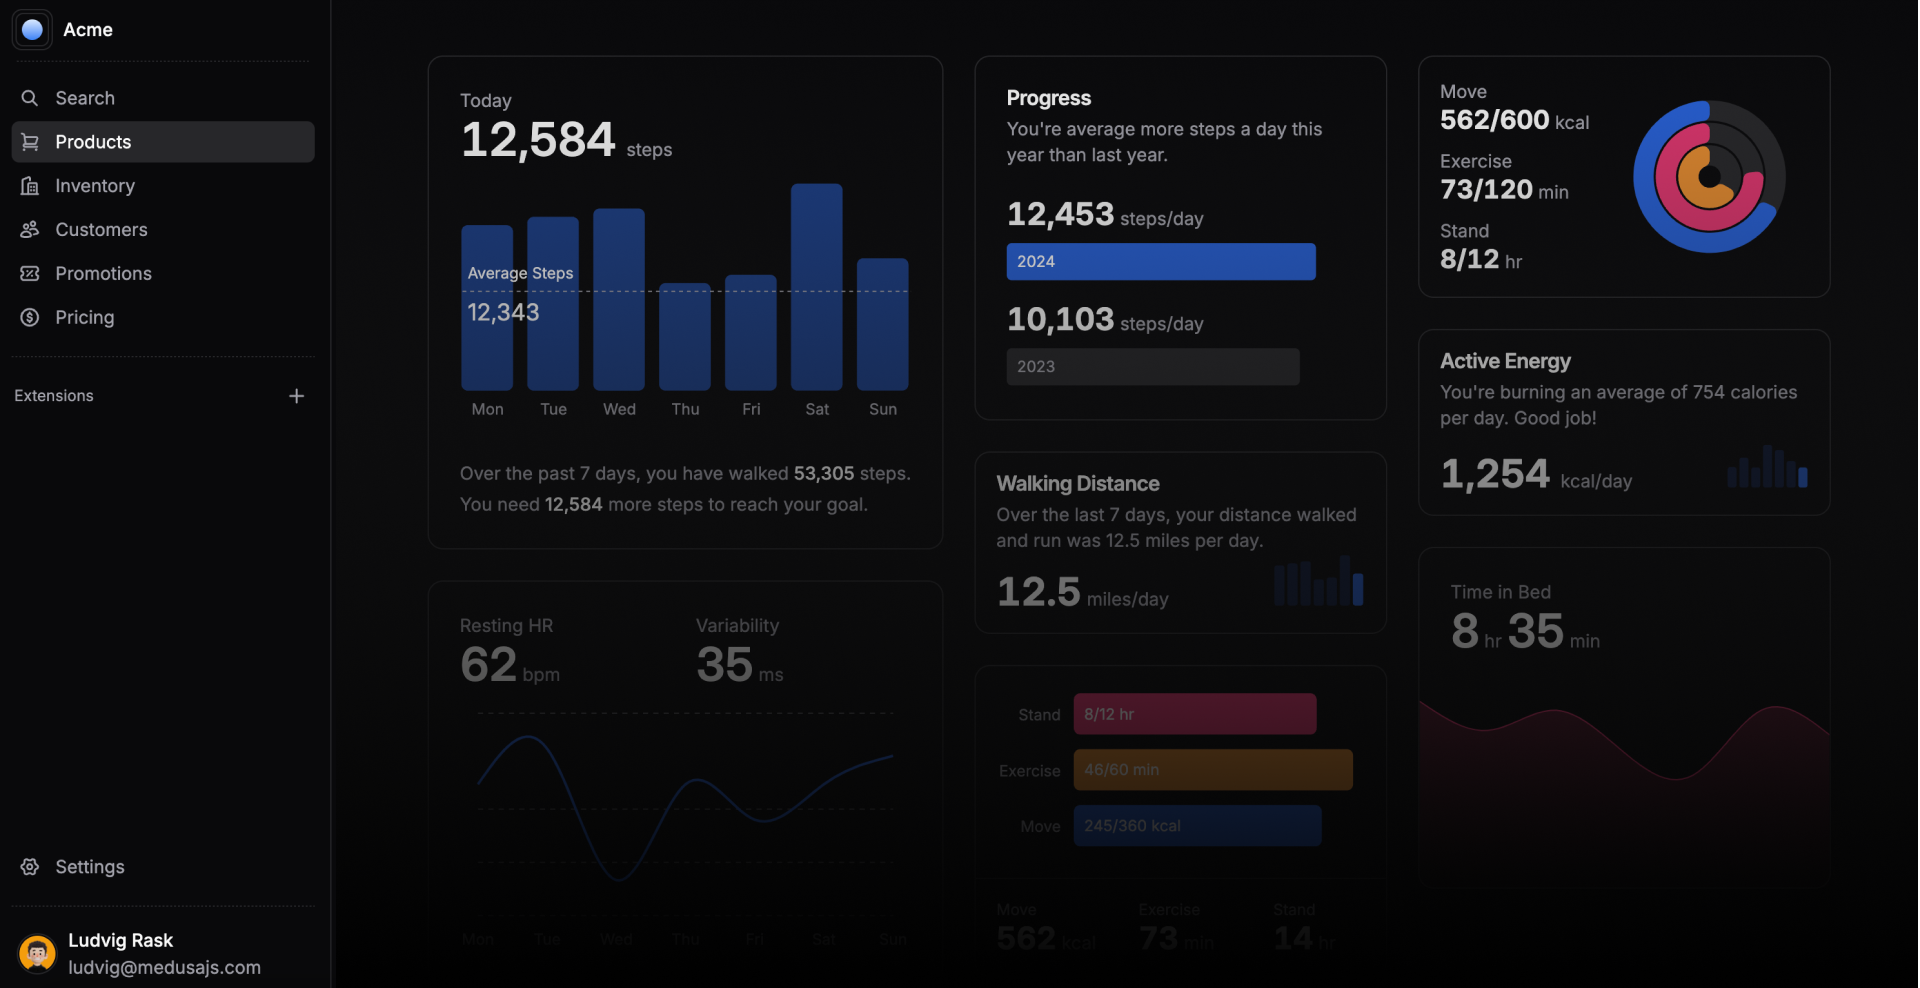 Acme
Search
Products
Inventory
Customers
Promotions
Pricing
Extensions
Settings
Ludvig Rask
ludvig@medusajs.com
Today
12,584 steps
Average Steps
12,343
Mon Tue Wed Thu Fri Sat Sun
Over the past 7 days, you have walked 53,305 steps.
You need 12,584 more steps to reach your goal.
Resting HR
62 bpm
Variability
35 ms
Mon Tue Wed Thu Fri Sat Sun
Progress
You're average more steps a day this
year than last year.
12,453 steps/day
2024
10,103 steps/day
2023
Walking Distance
Over the last 7 days, your distance walked
and run was 12.5 miles per day.
12.5 miles/day
Stand 8/12 hr
Exercise 46/60 min
Move 245/360 kcal
Move
562 kcal
Exercise
73 min
Stand
14 hr
Move
562/600 kcal
Exercise
73/120 min
Stand
8/12 hr
Active Energy
You're burning an average of 754 calories
per day. Good job!
1,254 kcal/day
Time in Bed
8 hr 35 min